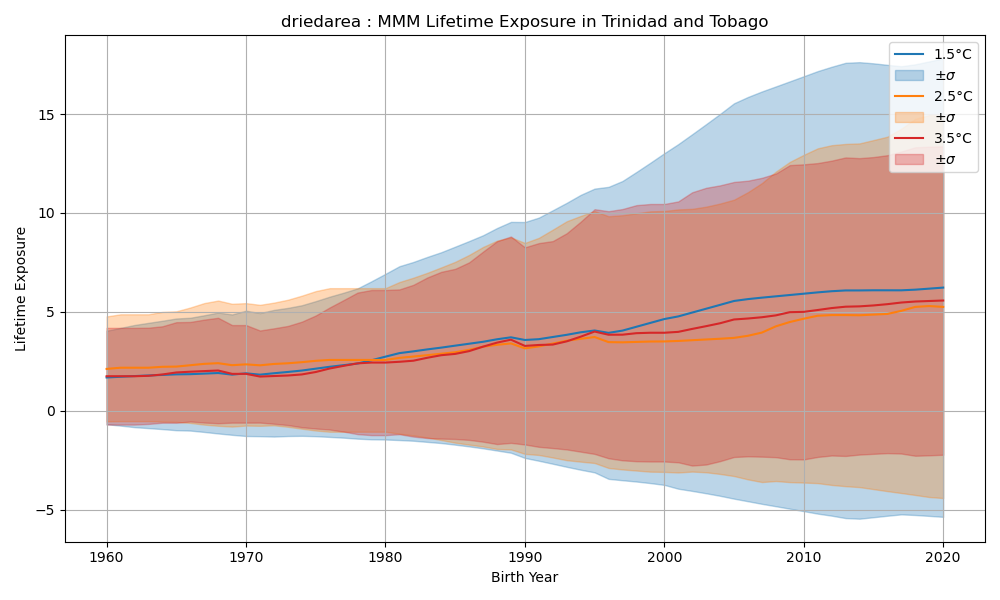 driedarea : MMM Lifetime Exposure in Trinidad and Tobago
1.5°C
±σ
2.5°C
±σ
3.5°C
±σ
15
10
5
0
−5
Lifetime Exposure
1960 1970 1980 1990 2000 2010 2020
Birth Year